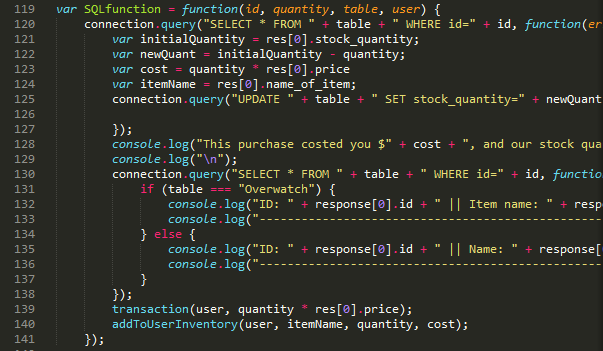 119 var SQLfunction = function(id, quantity, table, user) {
120 connection.query("SELECT * FROM " + table + " WHERE id=" + id, function(er
121 var initialQuantity = res[0].stock_quantity;
122 var newQuant = initialQuantity - quantity;
123 var cost = quantity * res[0].price
124 var itemName = res[0].name_of_item;
125 connection.query("UPDATE " + table + " SET stock_quantity=" + newQuant
126
127 });
128 console.log("This purchase costed you $" + cost + ", and our stock qua
129 console.log("\n");
130 connection.query("SELECT * FROM " + table + " WHERE id=" + id, functio
131 if (table === "Overwatch") {
132 console.log("ID: " + response[0].id + " || Item name: " + resp
133 console.log("--------------------------------------------------
134 } else {
135 console.log("ID: " + response[0].id + " || Name: " + response[
136 console.log("--------------------------------------------------
137 }
138 });
139 transaction(user, quantity * res[0].price);
140 addToUserInventory(user, itemName, quantity, cost);
141 });